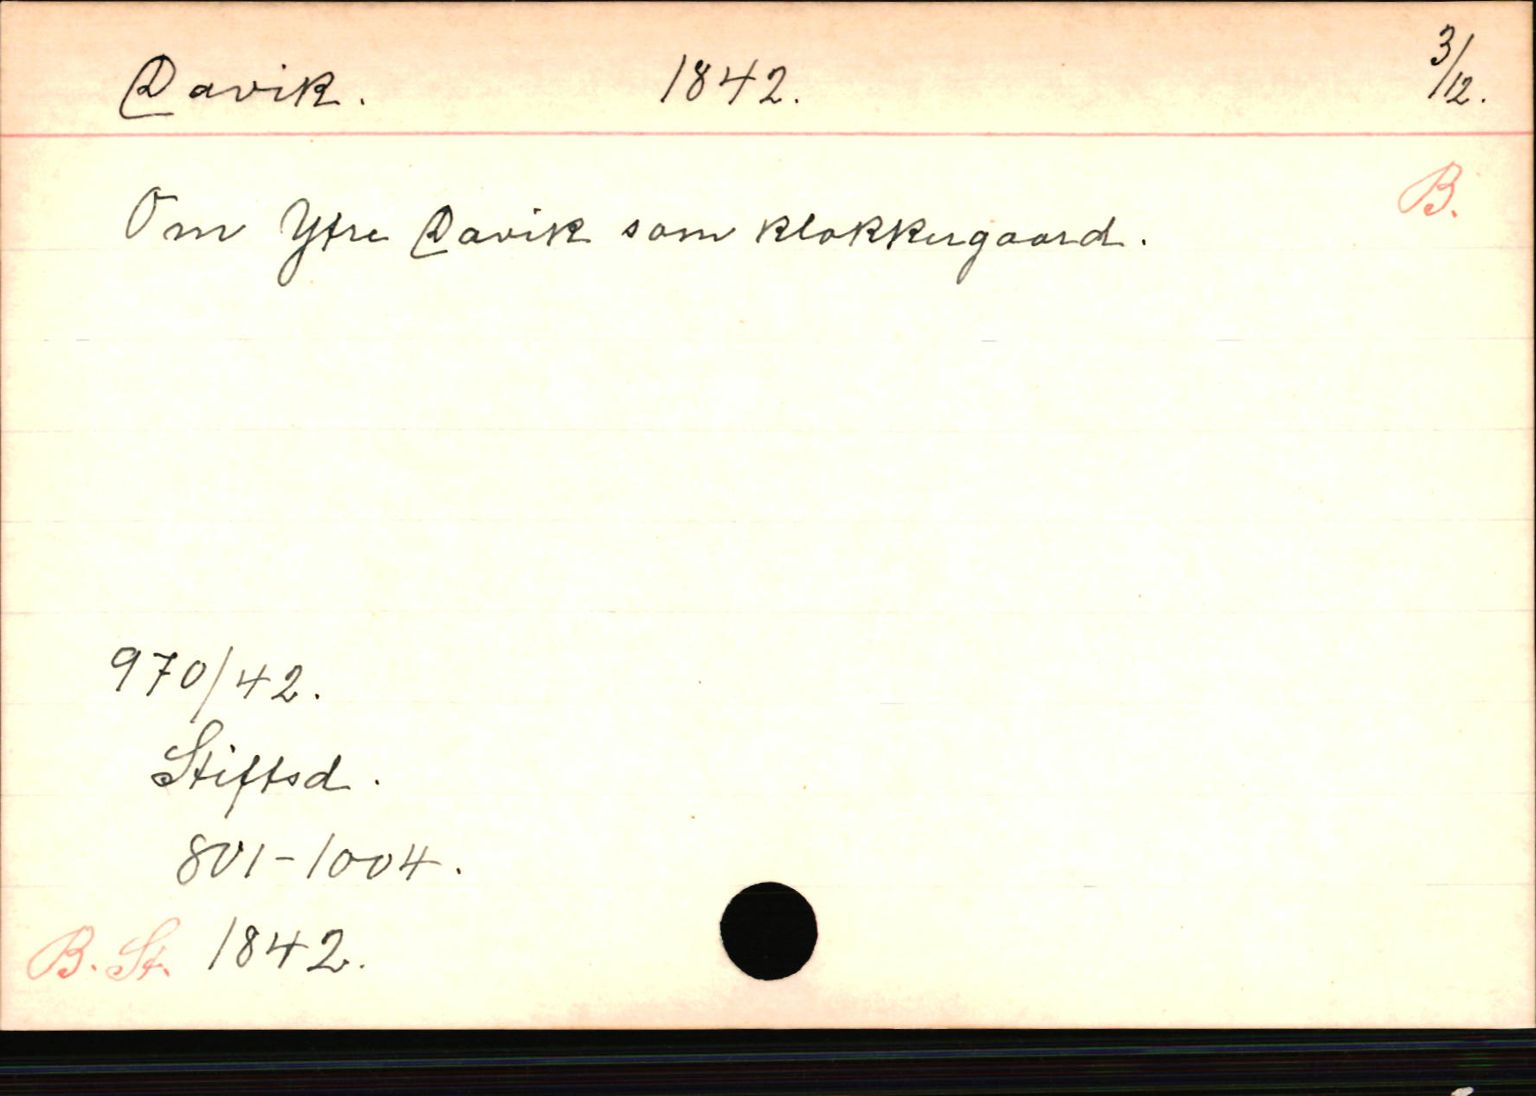 Davik. 1842. 3/12.
B.
Om Ytre Davik som klokkergaard.
970/42.
Stiftsd.
801-1004.
B. St. 1842.